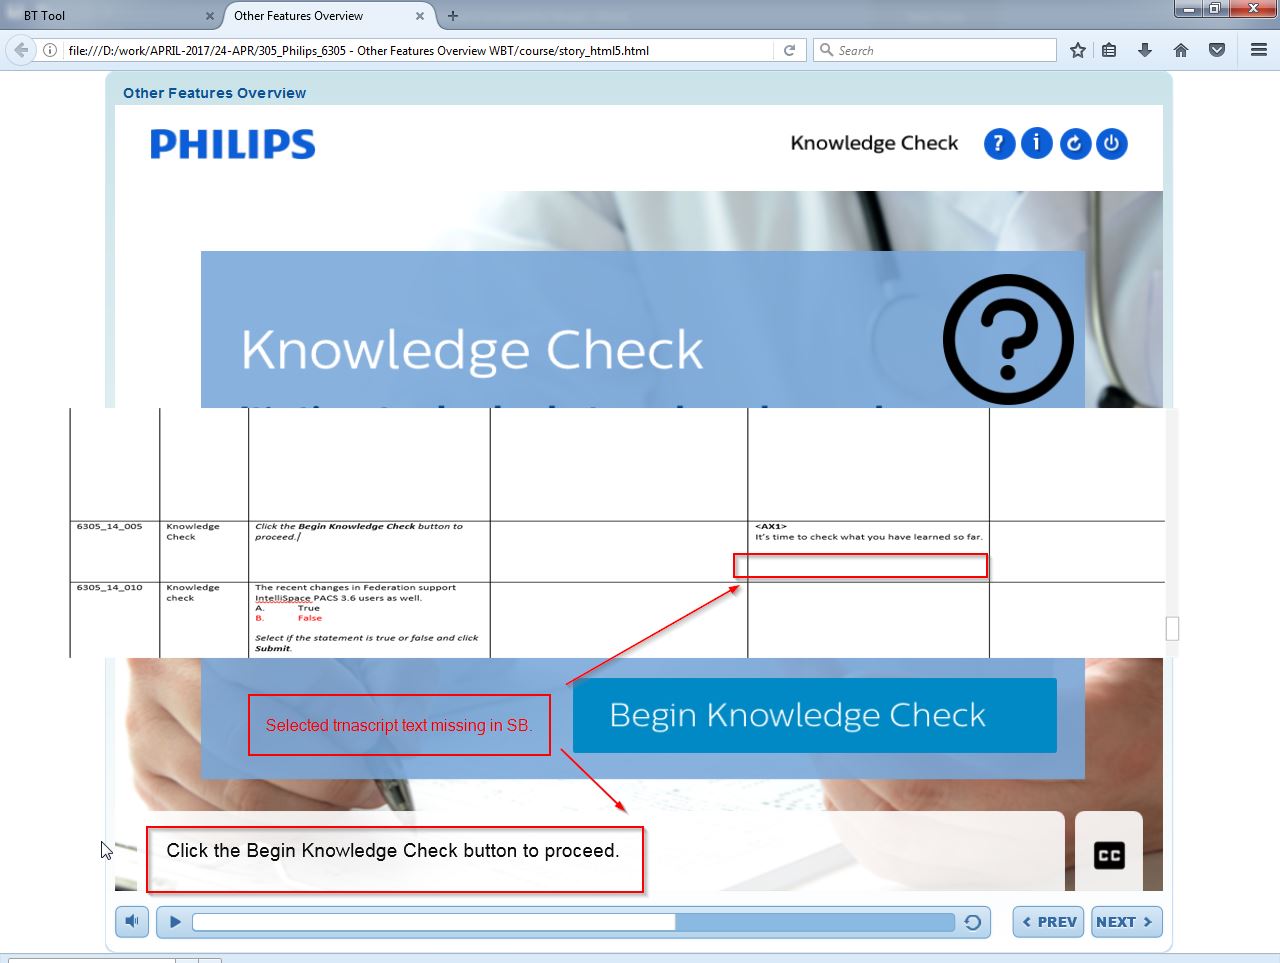 BT Tool
Other Features Overview
file:///D:/work/APRIL-2017/24-APR/305_Philips_6305 - Other Features Overview WBT/course/story_html5.html
Search
Other Features Overview
PHILIPS
Knowledge Check
?
i
Knowledge Check
?
6305_14_005
Knowledge
Check
Click the Begin Knowledge Check button to
proceed.
<AX1>
It's time to check what you have learned so far.
6305_14_010
Knowledge
check
The recent changes in Federation support
IntelliSpace PACS 3.6 users as well.
A. True
B. False
Select if the statement is true or false and click
Submit.
Selected trnascript text missing in SB.
Begin Knowledge Check
Click the Begin Knowledge Check button to proceed.
CC
PREV
NEXT